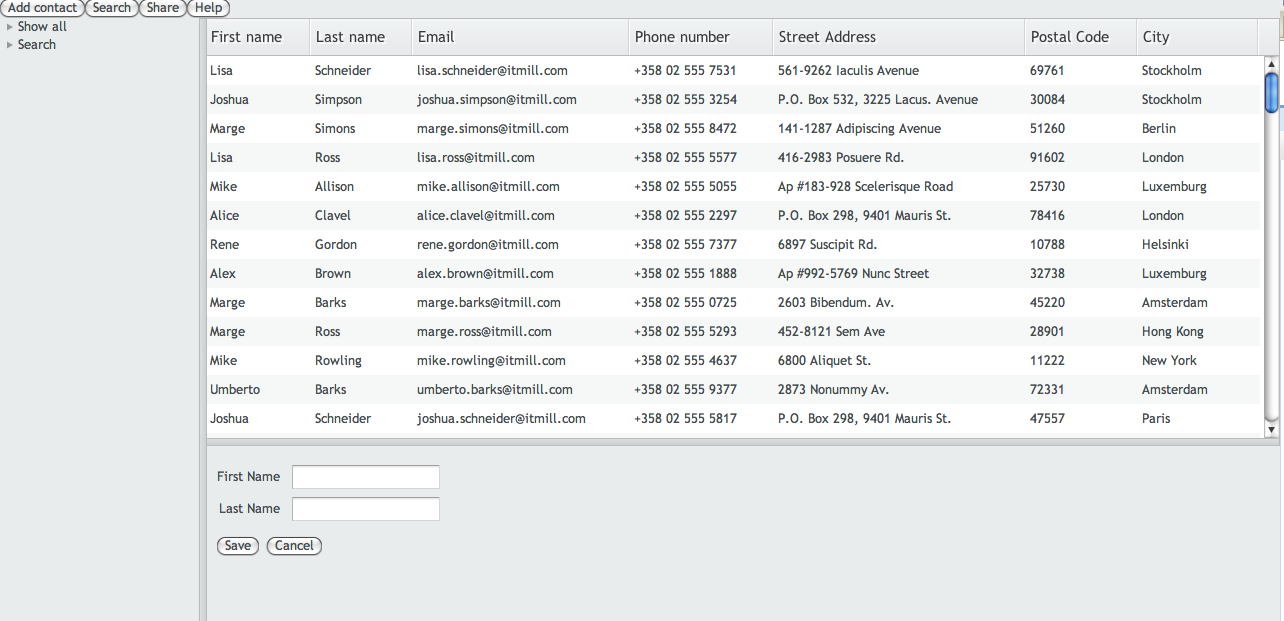 Add contact Search Share Help
Show all
Search
First name Last name Email Phone number Street Address Postal Code City
Lisa Schneider lisa.schneider@itmill.com +358 02 555 7531 561-9262 Iaculis Avenue 69761 Stockholm
Joshua Simpson joshua.simpson@itmill.com +358 02 555 3254 P.O. Box 532, 3225 Lacus. Avenue 30084 Stockholm
Marge Simons marge.simons@itmill.com +358 02 555 8472 141-1287 Adipiscing Avenue 51260 Berlin
Lisa Ross lisa.ross@itmill.com +358 02 555 5577 416-2983 Posuere Rd. 91602 London
Mike Allison mike.allison@itmill.com +358 02 555 5055 Ap #183-928 Scelerisque Road 25730 Luxemburg
Alice Clavel alice.clavel@itmill.com +358 02 555 2297 P.O. Box 298, 9401 Mauris St. 78416 London
Rene Gordon rene.gordon@itmill.com +358 02 555 7377 6897 Suscipit Rd. 10788 Helsinki
Alex Brown alex.brown@itmill.com +358 02 555 1888 Ap #992-5769 Nunc Street 32738 Luxemburg
Marge Barks marge.barks@itmill.com +358 02 555 0725 2603 Bibendum. Av. 45220 Amsterdam
Marge Ross marge.ross@itmill.com +358 02 555 5293 452-8121 Sem Ave 28901 Hong Kong
Mike Rowling mike.rowling@itmill.com +358 02 555 4637 6800 Aliquet St. 11222 New York
Umberto Barks umberto.barks@itmill.com +358 02 555 9377 2873 Nonummy Av. 72331 Amsterdam
Joshua Schneider joshua.schneider@itmill.com +358 02 555 5817 P.O. Box 298, 9401 Mauris St. 47557 Paris
First Name
Last Name
Save Cancel